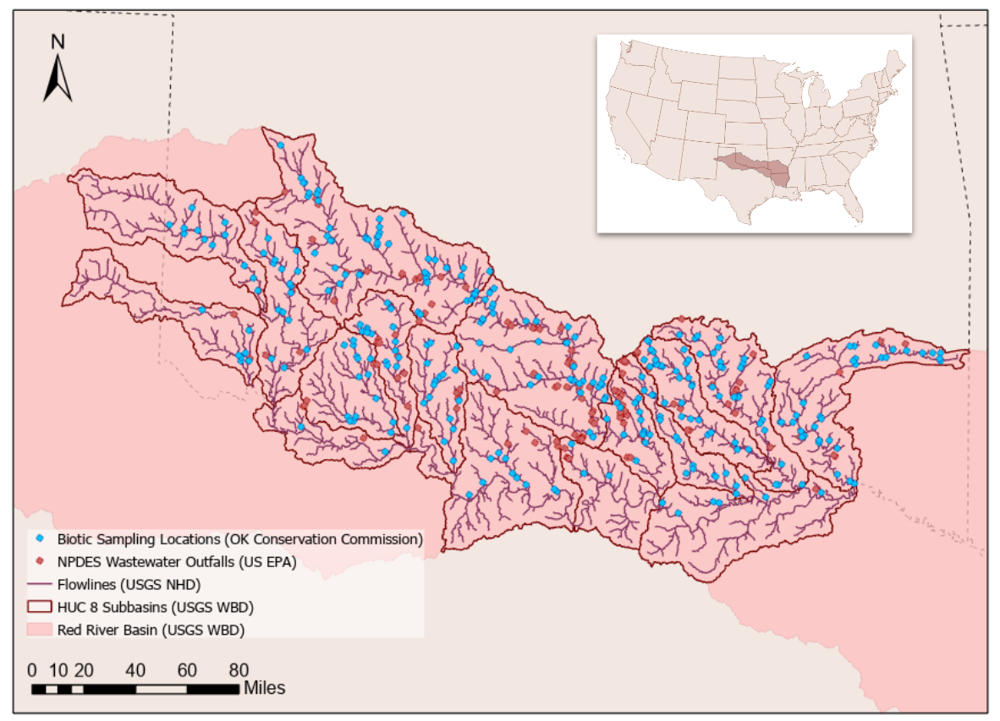 N
Biotic Sampling Locations (OK Conservation Commission)
NPDES Wastewater Outfalls (US EPA)
Flowlines (USGS NHD)
HUC 8 Subbasins (USGS WBD)
Red River Basin (USGS WBD)
0 10 20 40 60 80
Miles